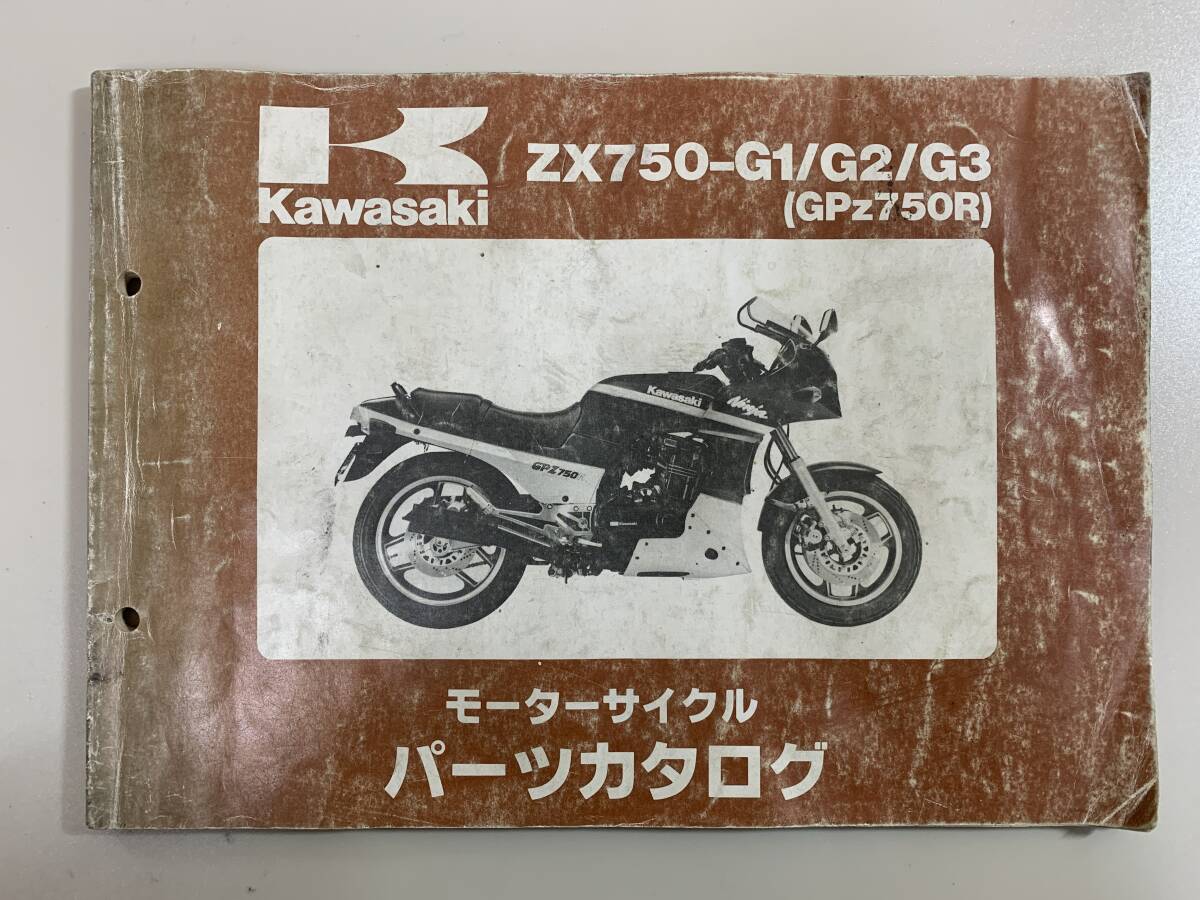 Kawasaki
ZX750-G1/G2/G3
(GPz750R)
Kawasaki
Ninja
GPZ750R
Kawasaki
モーターサイクル
パーツカタログ